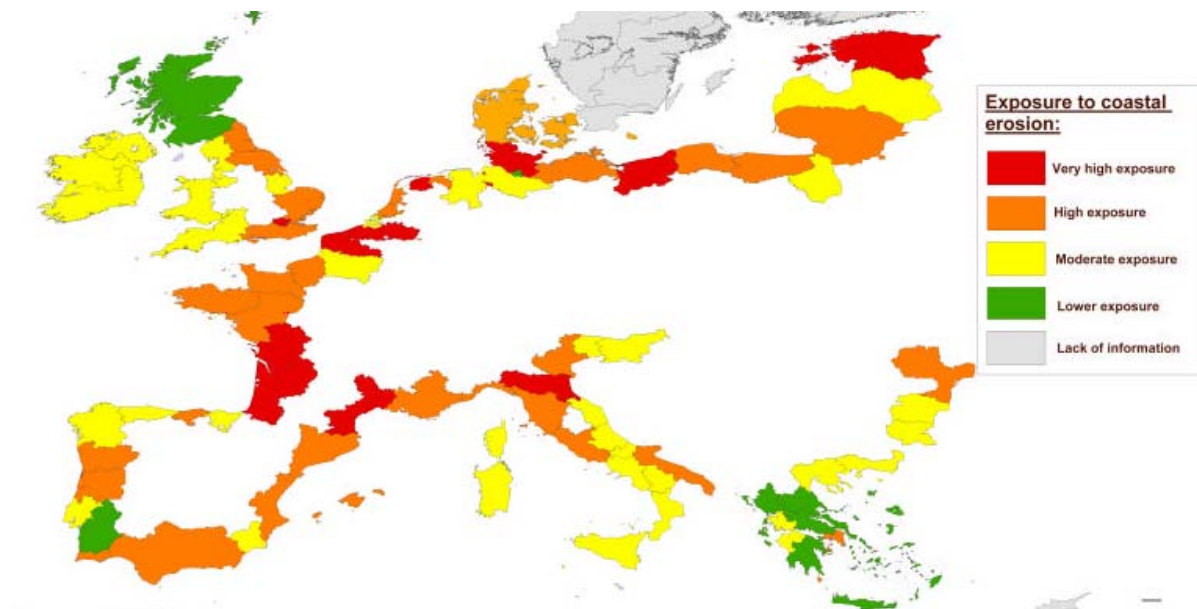 Exposure to coastal
erosion:
Very high exposure
High exposure
Moderate exposure
Lower exposure
Lack of information